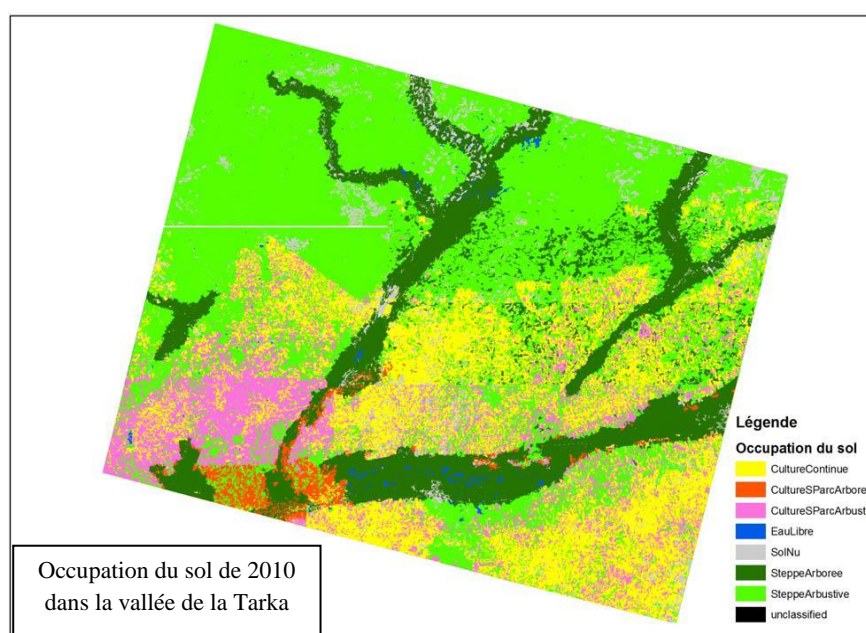 Légende
Occupation du sol
CultureContinue
CultureSParcArbore
CultureSParcArbust
EauLibre
SolNu
SteppeArboree
SteppeArbustive
unclassified
Occupation du sol de 2010
dans la vallée de la Tarka